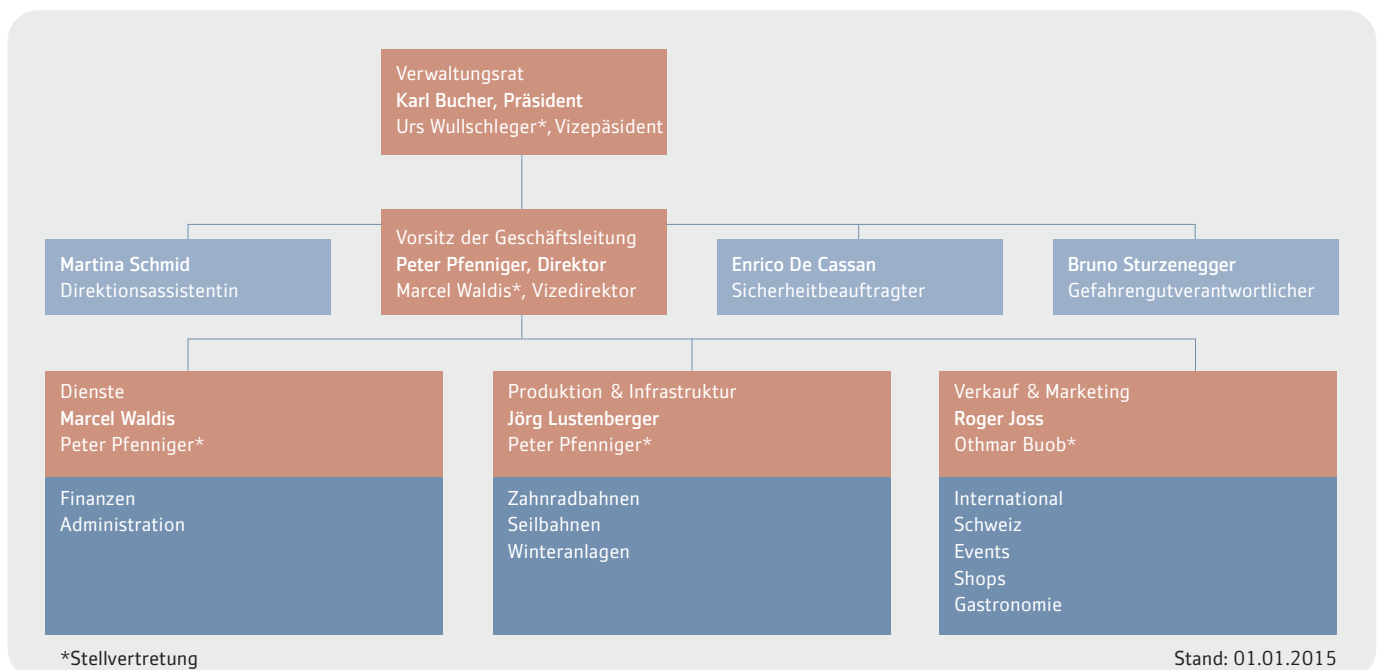 Verwaltungsrat
Karl Bucher, Präsident
Urs Wullschleger*, Vizepäsident
Martina Schmid
Direktionsassistentin
Vorsitz der Geschäftsleitung
Peter Pfenniger, Direktor
Marcel Waldis*, Vizedirektor
Enrico De Cassan
Sicherheitbeauftragter
Bruno Sturzenegger
Gefahrengutverantwortlicher
Dienste
Marcel Waldis
Peter Pfenniger*
Finanzen
Administration
Produktion & Infrastruktur
Jörg Lustenberger
Peter Pfenniger*
Zahnradbahnen
Seilbahnen
Winteranlagen
Verkauf & Marketing
Roger Joss
Othmar Buob*
International
Schweiz
Events
Shops
Gastronomie
*Stellvertretung
Stand: 01.01.2015